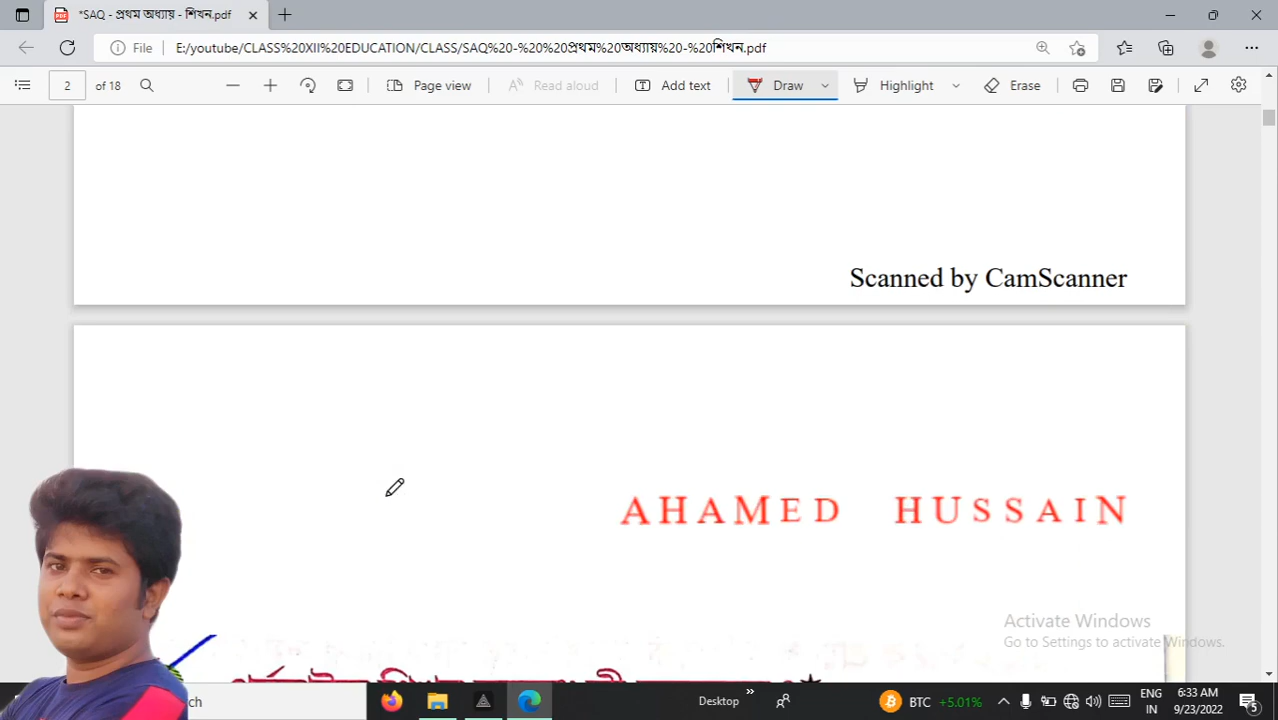 *SAQ - প্রথম অধ্যায় - শিখন.pdf
File E:/youtube/CLASS%20XII%20EDUCATION/CLASS/SAQ%20-%20%20প্রথম%20অধ্যায়%20-%20শিখন.pdf
2 of 18 Page view Read aloud Add text Draw Highlight Erase
Scanned by CamScanner
AHAMED HUSSAIN
Activate Windows
Go to Settings to activate Windows.
rch Desktop BTC +5.01% ENG IN 6:33 AM 9/23/2022 5